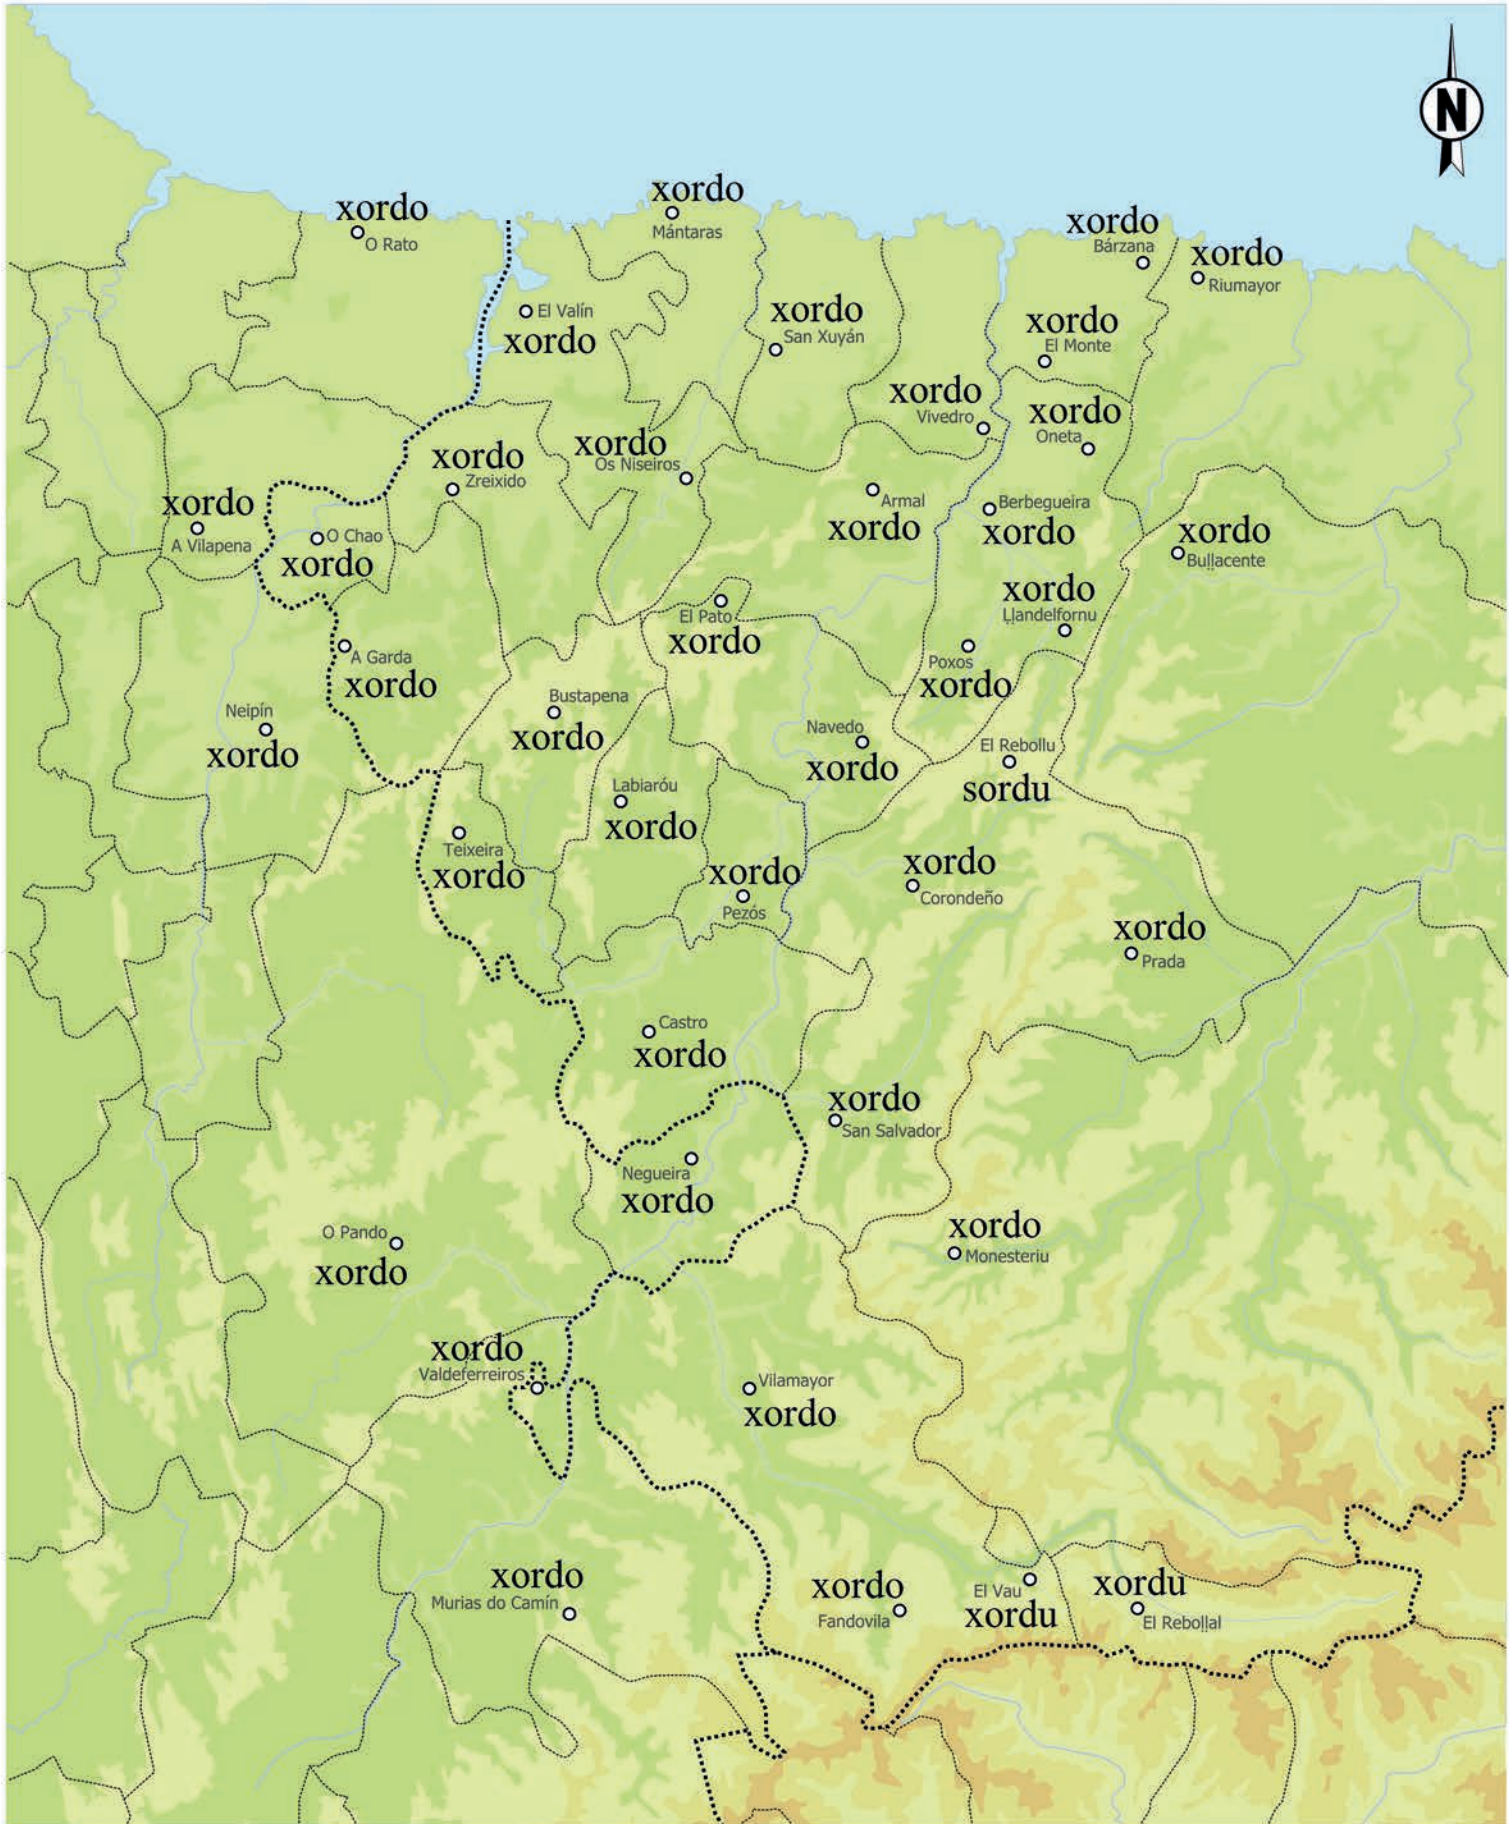 N
xordo
Mántaras
xordo
O Rato
xordo
Bárzana
xordo
Riumayor
El Valín
xordo
xordo
San Xuyán
xordo
El Monte
xordo
Vivedro
xordo
Oneta
xordo
Os Niseiros
xordo
Zreixido
xordo
A Vilapena
Armal
xordo
Berbegueira
xordo
xordo
Buḷḷacente
O Chao
xordo
xordo
Ḷḷandelfornu
El Pato
xordo
A Garda
xordo
Poxos
xordo
Bustapena
xordo
Neipín
xordo
Navedo
xordo
El Rebollu
sordu
Labiaróu
xordo
Teixeira
xordo
xordo
Pezós
xordo
Corondeño
xordo
Prada
Castro
xordo
xordo
San Salvador
Negueira
xordo
O Pando
xordo
xordo
Monesteriu
xordo
Valdeferreiros
Vilamayor
xordo
xordo
Murias do Camín
xordo
Fandovila
El Vau
xordu
xordu
El Reboḷḷal